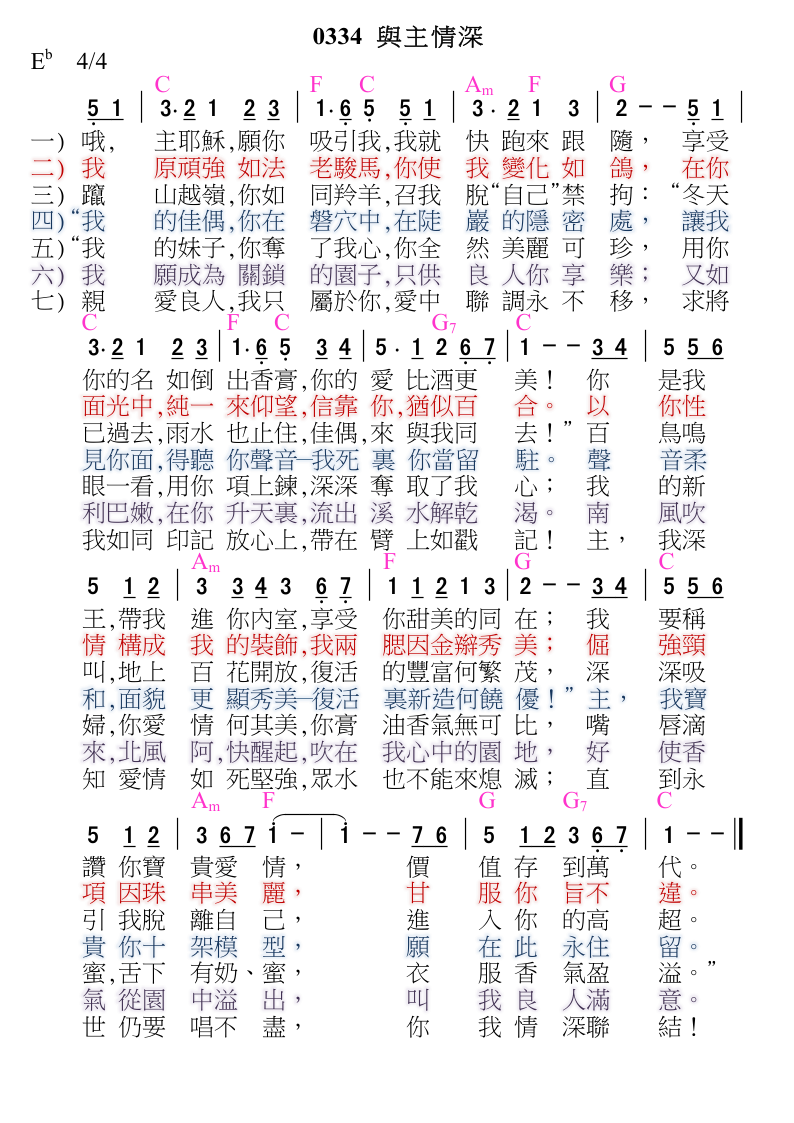 0334 與主情深
E♭ 4/4
C F C Am F G
5 1 | 3· 2 1 2 3 | 1· 6 5 5 1 | 3 · 2 1 3 | 2 - - 5 1 |
一) 哦, 主耶穌,願你 吸引我,我就 快 跑來 跟 隨, 享受
二) 我 原頑強 如法 老駿馬,你使 我 變化 如 鴿, 在你
三) 躥 山越嶺,你如 同羚羊,召我 脫“自己”禁 拘：“冬天
四)“我 的佳偶,你在 磐穴中,在陡 巖 的隱 密 處, 讓我
五)“我 的妹子,你奪 了我心,你全 然 美麗 可 珍, 用你
六) 我 願成為 關鎖 的園子,只供 良 人你 享 樂； 又如
七) 親 愛良人,我只 屬於你,愛中 聯 調永 不 移, 求將
C F C G7 C
3· 2 1 2 3 | 1· 6 5 3 4 | 5 · 1 2 6 7 | 1 - - 3 4 | 5 5 6
你的名 如倒 出香膏,你的 愛 比酒更 美！ 你 是我
面光中,純一 來仰望,信靠 你,猶似百 合。 以 你性
已過去,雨水 也止住,佳偶,來 與我同 去！” 百 鳥鳴
見你面,得聽 你聲音—我死 裏 你當留 駐。 聲 音柔
眼一看,用你 項上鍊,深深 奪 取了我 心； 我 的新
利巴嫩,在你 升天裏,流出 溪 水解乾 渴。 南 風吹
我如同 印記 放心上,帶在 臂 上如戳 記！ 主, 我深
Am F G C
5 1 2 | 3 3 4 3 6 7 | 1 1 2 1 3 | 2 - - 3 4 | 5 5 6
王,帶我 進 你內室,享受 你甜美的同 在； 我 要稱
情 構成 我 的裝飾,我兩 腮因金辮秀 美； 倔 強頸
叫,地上 百 花開放,復活 的豐富何繁 茂, 深 深吸
和,面貌 更 顯秀美—復活 裏新造何饒 優！” 主, 我寶
婦,你愛 情 何其美,你膏 油香氣無可 比, 嘴 唇滴
來,北風 阿,快醒起,吹在 我心中的園 地, 好 使香
知 愛情 如 死堅強,眾水 也不能來熄 滅； 直 到永
Am F G G7 C
5 1 2 | 3 6 7 1 - | 1 - - 7 6 | 5 1 2 3 6 7 | 1 - - ‖
讚 你寶 貴愛 情, 價 值 存 到萬 代。
項 因珠 串美 麗, 甘 服 你 旨不 違。
引 我脫 離自 己, 進 入 你 的高 超。
貴 你十 架模 型, 願 在 此 永住 留。
蜜,舌下 有奶、蜜, 衣 服 香 氣盈 溢。”
氣 從園 中溢 出, 叫 我 良 人滿 意。
世 仍要 唱不 盡, 你 我 情 深聯 結！